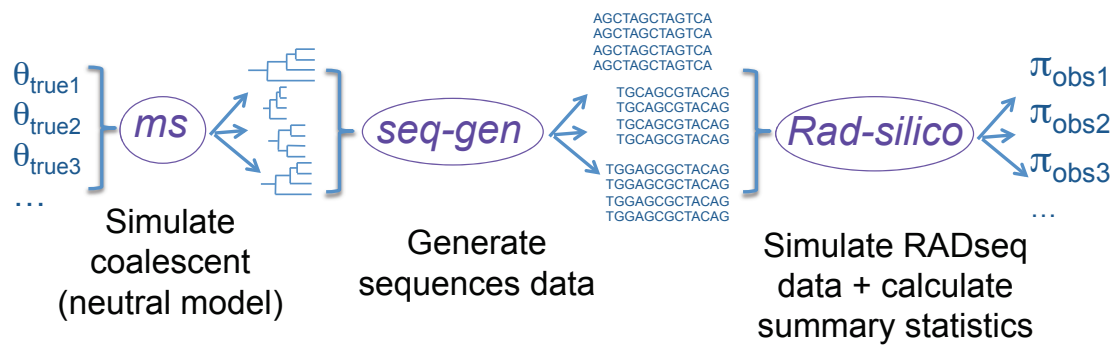 θtrue1
θtrue2
θtrue3
…
ms
Simulate
coalescent
(neutral model)
seq-gen
Generate
sequences data
AGCTAGCTAGTCA
AGCTAGCTAGTCA
AGCTAGCTAGTCA
AGCTAGCTAGTCA
TGCAGCGTACAG
TGCAGCGTACAG
TGCAGCGTACAG
TGCAGCGTACAG
TGGAGCGCTACAG
TGGAGCGCTACAG
TGGAGCGCTACAG
TGGAGCGCTACAG
Rad-silico
Simulate RADseq
data + calculate
summary statistics
πobs1
πobs2
πobs3
…